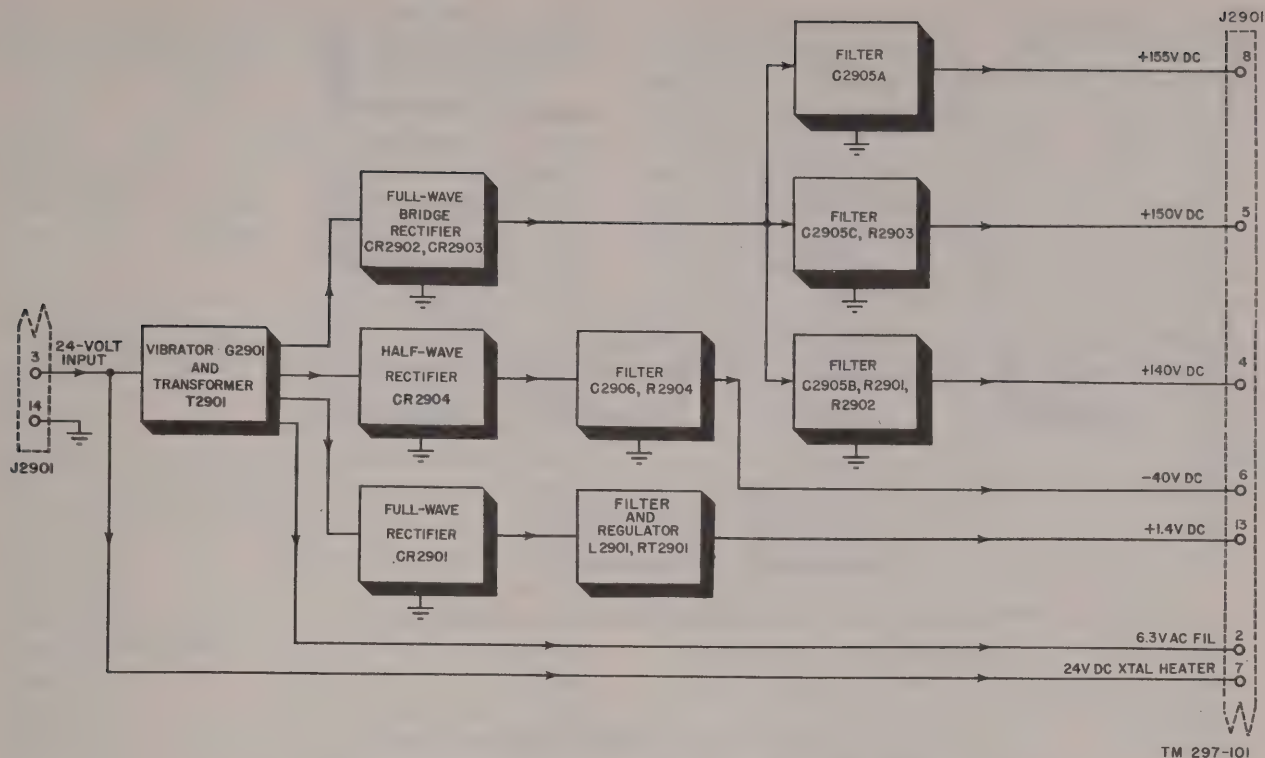 J2901
FILTER
C2905A
+155V DC
8
FULL-WAVE
BRIDGE
RECTIFIER
CR2902, CR2903
FILTER
C2905C, R2903
+150V DC
5
24-VOLT
INPUT
3
14
J2901
VIBRATOR G2901
AND
TRANSFORMER
T2901
HALF-WAVE
RECTIFIER
CR2904
FILTER
C2906, R2904
FILTER
C2905B, R2901,
R2902
+140V DC
4
-40V DC
6
FULL-WAVE
RECTIFIER
CR2901
FILTER
AND
REGULATOR
L2901, RT2901
+1.4V DC
13
6.3V AC FIL
2
24V DC XTAL HEATER
7
TM 297-101